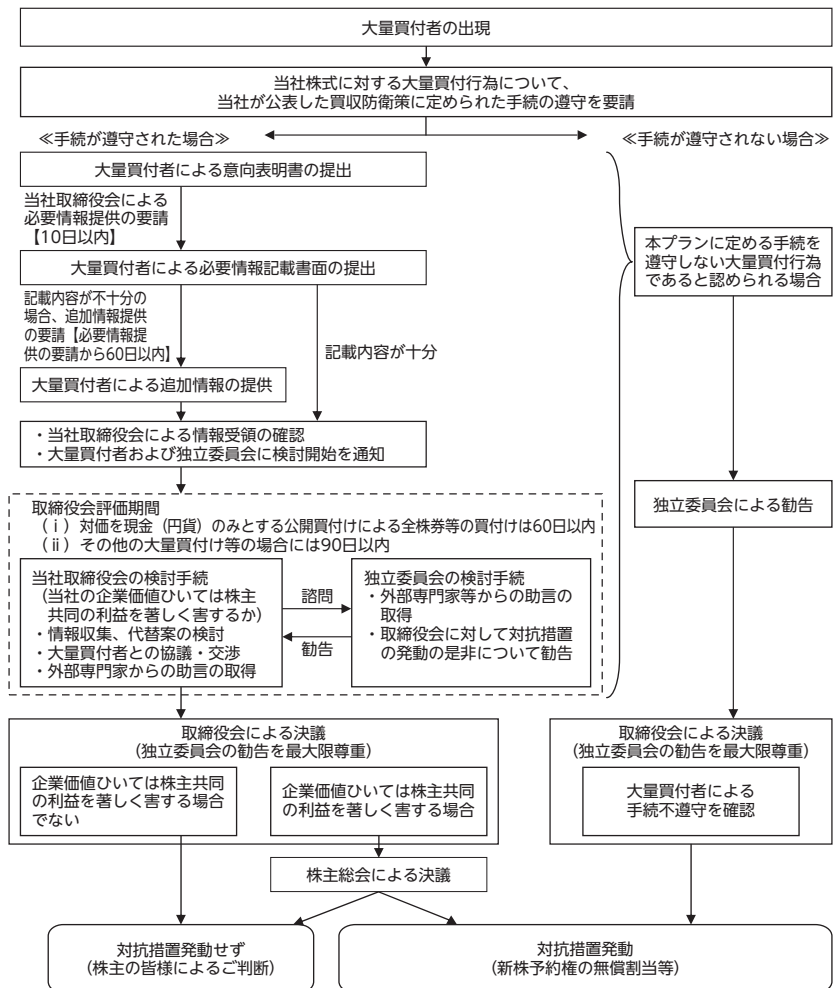 大量買付者の出現
当社株式に対する大量買付行為について、
当社が公表した買収防衛策に定められた手続の遵守を要請
≪手続が遵守された場合≫
≪手続が遵守されない場合≫
大量買付者による意向表明書の提出
当社取締役会による
必要情報提供の要請
【10日以内】
大量買付者による必要情報記載書面の提出
記載内容が不十分の
場合、追加情報提供
の要請【必要情報提
供の要請から60日以内】
記載内容が十分
大量買付者による追加情報の提供
・当社取締役会による情報受領の確認
・大量買付者および独立委員会に検討開始を通知
本プランに定める手続を
遵守しない大量買付行為
であると認められる場合
独立委員会による勧告
取締役会評価期間
（ⅰ）対価を現金（円貨）のみとする公開買付けによる全株券等の買付けは60日以内
（ⅱ）その他の大量買付け等の場合には90日以内
当社取締役会の検討手続
（当社の企業価値ひいては株主
共同の利益を著しく害するか）
・情報収集、代替案の検討
・大量買付者との協議・交渉
・外部専門家からの助言の取得
諮問
勧告
独立委員会の検討手続
・外部専門家等からの助言の
取得
・取締役会に対して対抗措置
の発動の是非について勧告
取締役会による決議
（独立委員会の勧告を最大限尊重）
企業価値ひいては株主共同
の利益を著しく害する場合
でない
企業価値ひいては株主共同
の利益を著しく害する場合
取締役会による決議
（独立委員会の勧告を最大限尊重）
大量買付者による
手続不遵守を確認
株主総会による決議
対抗措置発動せず
（株主の皆様によるご判断）
対抗措置発動
（新株予約権の無償割当等）